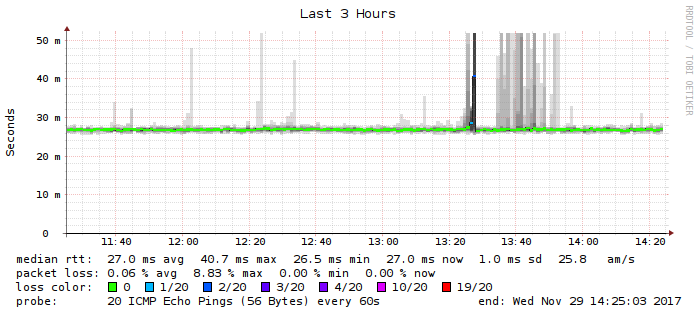 Last 3 Hours
RRDTOOL / TOBI OETIKER
Seconds
50 m
40 m
30 m
20 m
10 m
0
11:40 12:00 12:20 12:40 13:00 13:20 13:40 14:00 14:20
median rtt: 27.0 ms avg 40.7 ms max 26.5 ms min 27.0 ms now 1.0 ms sd 25.8 am/s
packet loss: 0.06 % avg 8.83 % max 0.00 % min 0.00 % now
loss color: 0 1/20 2/20 3/20 4/20 10/20 19/20
probe: 20 ICMP Echo Pings (56 Bytes) every 60s end: Wed Nov 29 14:25:03 2017